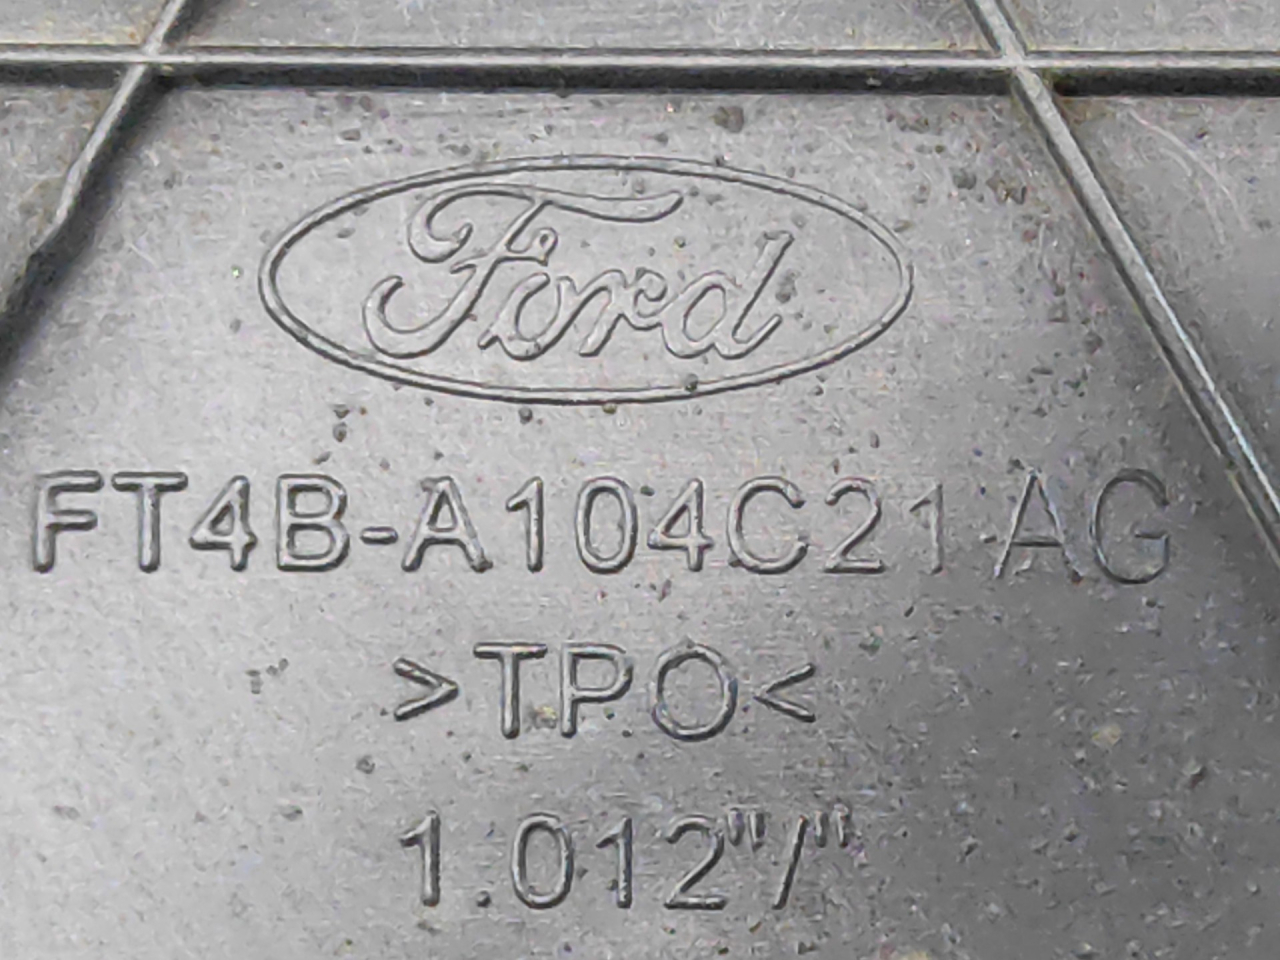 Ford
FT4B-A104C21 AG
>TPO<
1.012"/"